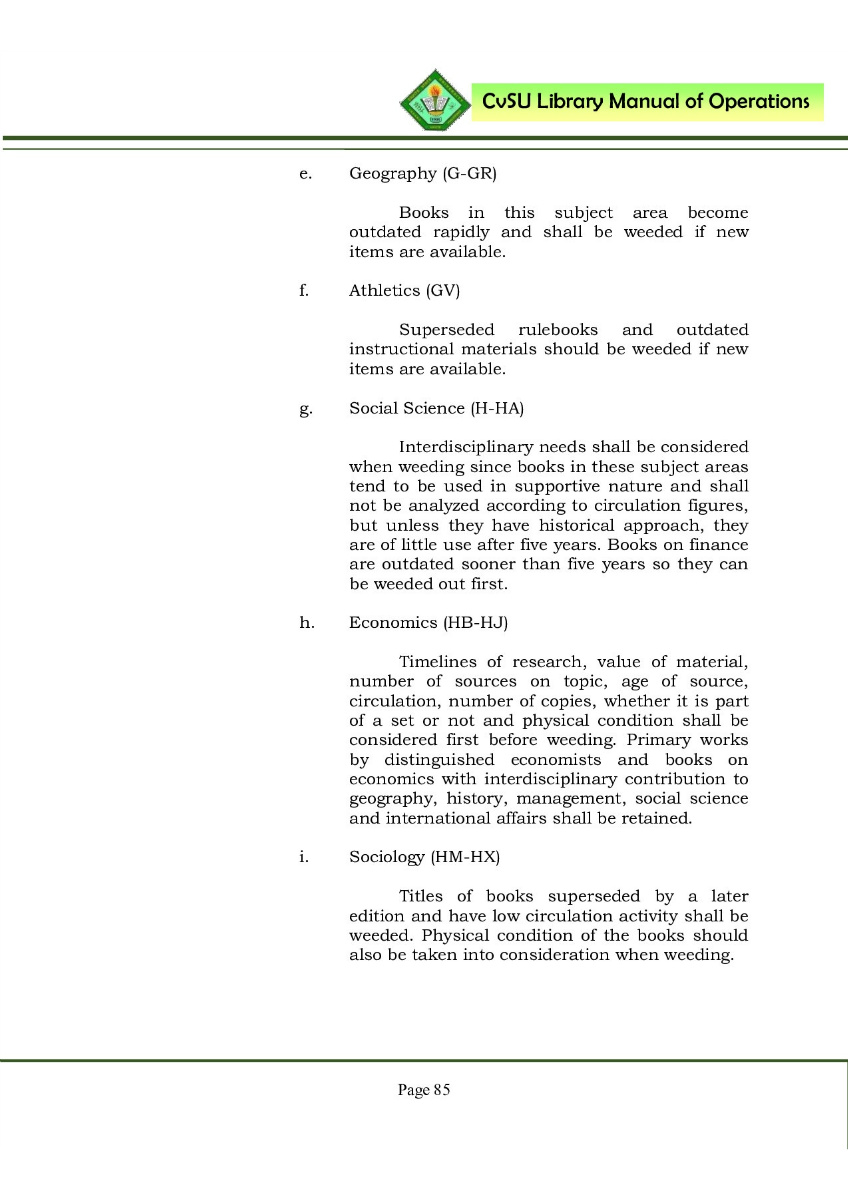 CvSU Library Manual of Operations
e. Geography (G-GR)
Books in this subject area become
outdated rapidly and shall be weeded if new
items are available.
f. Athletics (GV)
Superseded rulebooks and outdated
instructional materials should be weeded if new
items are available.
g. Social Science (H-HA)
Interdisciplinary needs shall be considered
when weeding since books in these subject areas
tend to be used in supportive nature and shall
not be analyzed according to circulation figures,
but unless they have historical approach, they
are of little use after five years. Books on finance
are outdated sooner than five years so they can
be weeded out first.
h. Economics (HB-HJ)
Timelines of research, value of material,
number of sources on topic, age of source,
circulation, number of copies, whether it is part
of a set or not and physical condition shall be
considered first before weeding. Primary works
by distinguished economists and books on
economics with interdisciplinary contribution to
geography, history, management, social science
and international affairs shall be retained.
i. Sociology (HM-HX)
Titles of books superseded by a later
edition and have low circulation activity shall be
weeded. Physical condition of the books should
also be taken into consideration when weeding.
Page 85